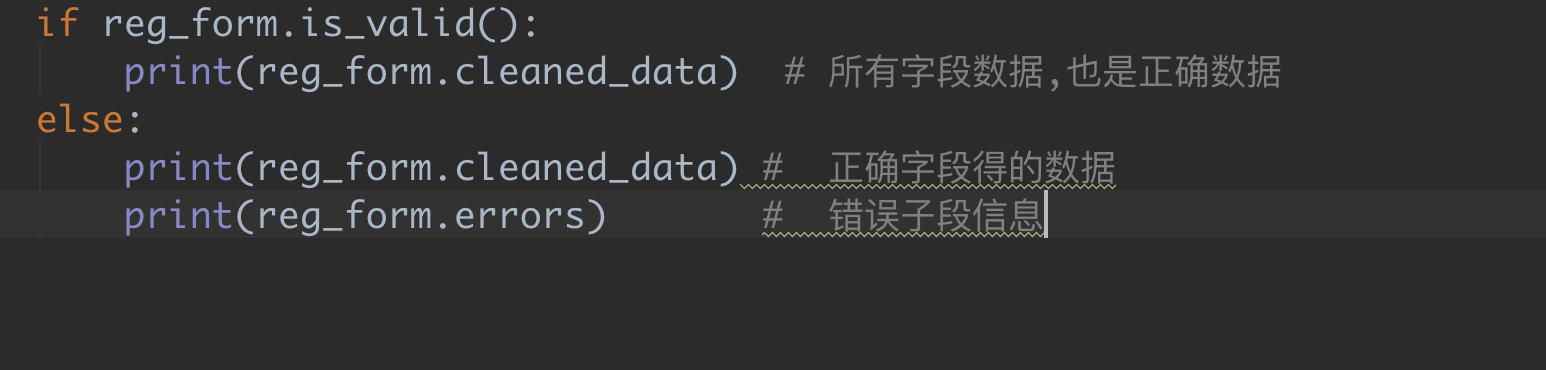 if reg_form.is_valid():
    print(reg_form.cleaned_data)  # 所有字段数据,也是正确数据
else:
    print(reg_form.cleaned_data) #  正确字段得的数据
    print(reg_form.errors)       #  错误子段信息